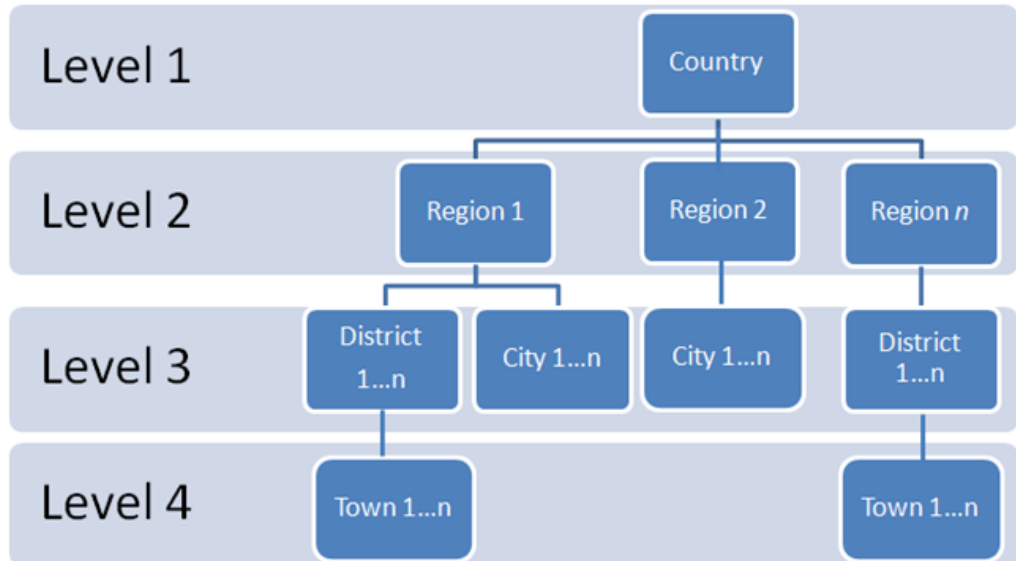 Level 1
Country
Level 2
Region 1
Region 2
Region n
Level 3
District
1...n
City 1...n
City 1...n
District
1...n
Level 4
Town 1...n
Town 1...n